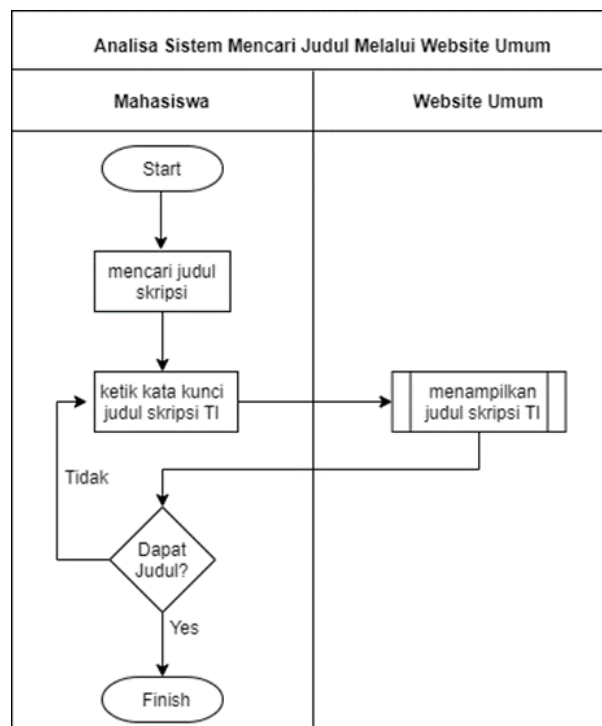 Analisa Sistem Mencari Judul Melalui Website Umum
Mahasiswa
Website Umum
Start
mencari judul
skripsi
ketik kata kunci
judul skripsi TI
menampilkan
judul skripsi TI
Tidak
Dapat
Judul?
Yes
Finish